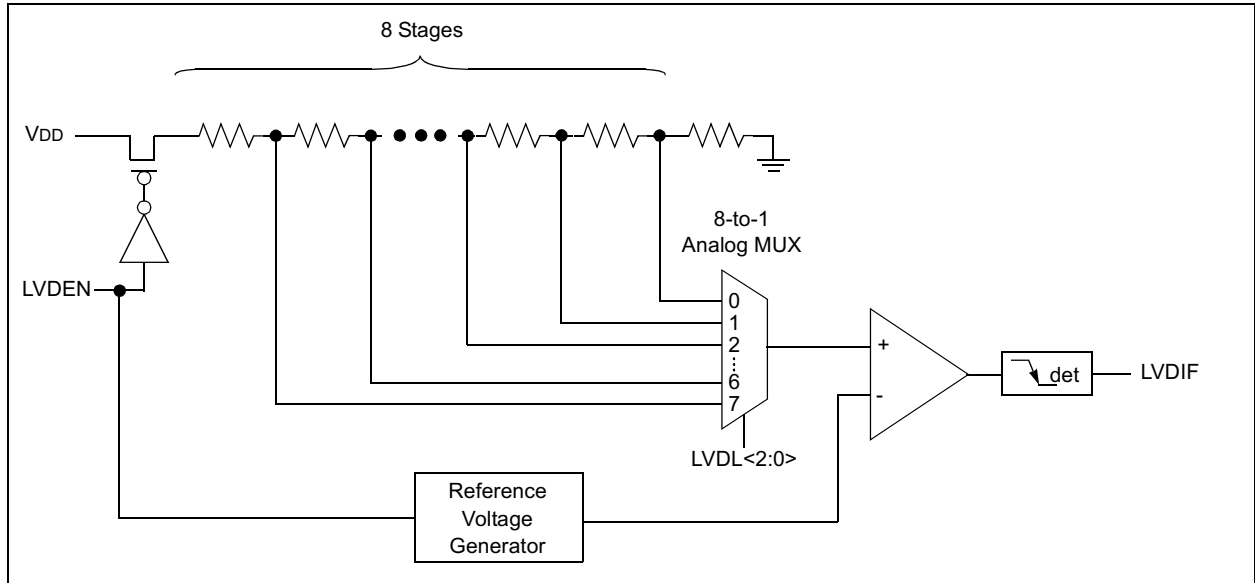 8 Stages
VDD
8-to-1
Analog MUX
LVDEN
0
1
2
6
7
+
-
det
LVDIF
LVDL<2:0>
Reference
Voltage
Generator